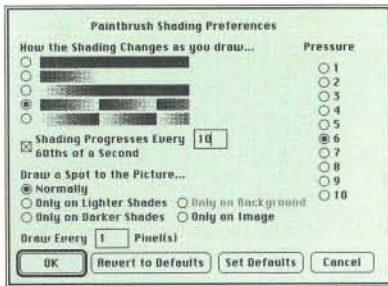 Paintbrush Shading Preferences
How the Shading Changes as you draw...
Shading Progresses Every 10
60ths of a Second
Draw a Spot to the Picture...
Normally
Only on Lighter Shades Only on Background
Only on Darker Shades Only on Image
Draw Every 1 Pixel(s)
Pressure
1
2
3
4
5
6
7
8
9
10
OK Revert to Defaults Set Defaults Cancel